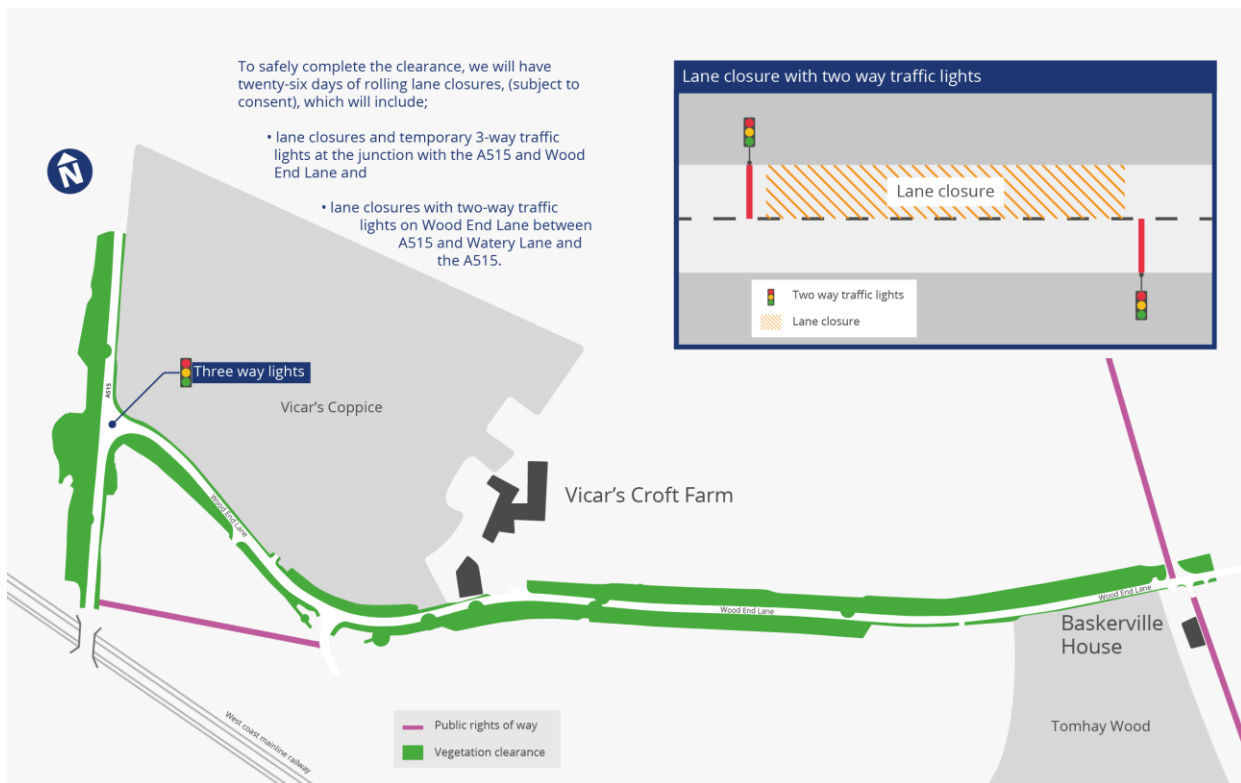 To safely complete the clearance, we will have
twenty-six days of rolling lane closures, (subject to
consent), which will include;
• lane closures and temporary 3-way traffic
lights at the junction with the A515 and Wood
End Lane and
• lane closures with two-way traffic
lights on Wood End Lane between
A515 and Watery Lane and
the A515.
Lane closure with two way traffic lights
Lane closure
Two way traffic lights
Lane closure
N
A515
Three way lights
Vicar's Coppice
Wood End Lane
Vicar's Croft Farm
Wood End Lane
Wood End Lane
Baskerville
House
Tomhay Wood
West coast mainline railway
Public rights of way
Vegetation clearance